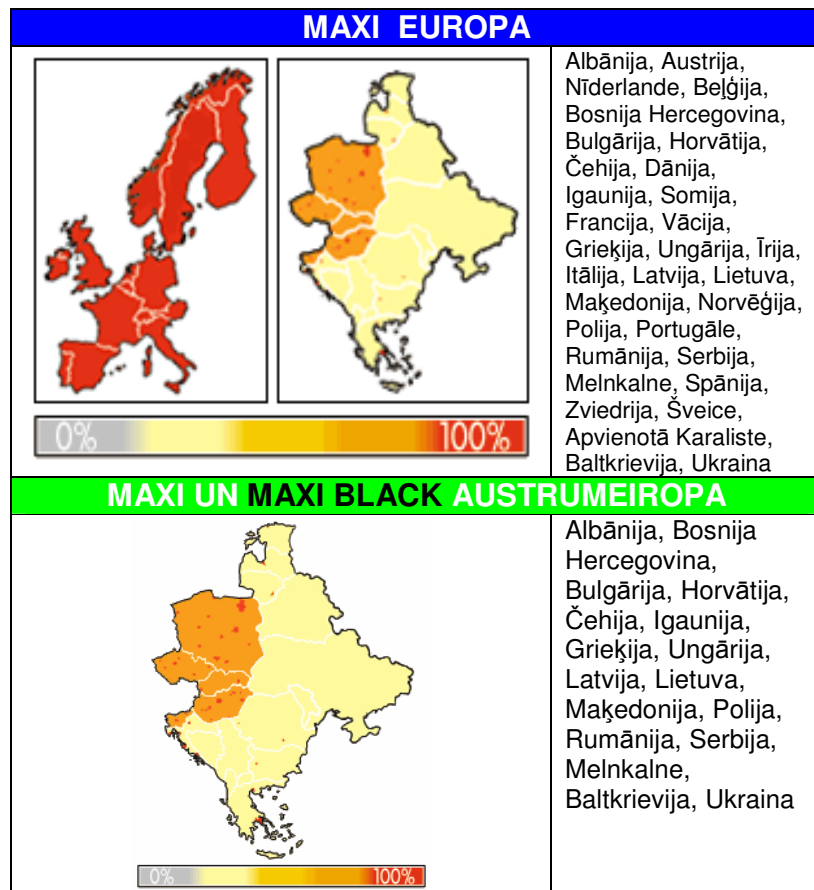 MAXI EUROPA
Albānija, Austrija,
Nīderlande, Beļģija,
Bosnija Hercegovina,
Bulgārija, Horvātija,
Čehija, Dānija,
Igaunija, Somija,
Francija, Vācija,
Grieķija, Ungārija, Īrija,
Itālija, Latvija, Lietuva,
Maķedonija, Norvēģija,
Polija, Portugāle,
Rumānija, Serbija,
Melnkalne, Spānija,
Zviedrija, Šveice,
Apvienotā Karaliste,
Baltkrievija, Ukraina
0% 100%
MAXI UN MAXI BLACK AUSTRUMEIROPA
Albānija, Bosnija
Hercegovina,
Bulgārija, Horvātija,
Čehija, Igaunija,
Grieķija, Ungārija,
Latvija, Lietuva,
Maķedonija, Polija,
Rumānija, Serbija,
Melnkalne,
Baltkrievija, Ukraina
0% 100%